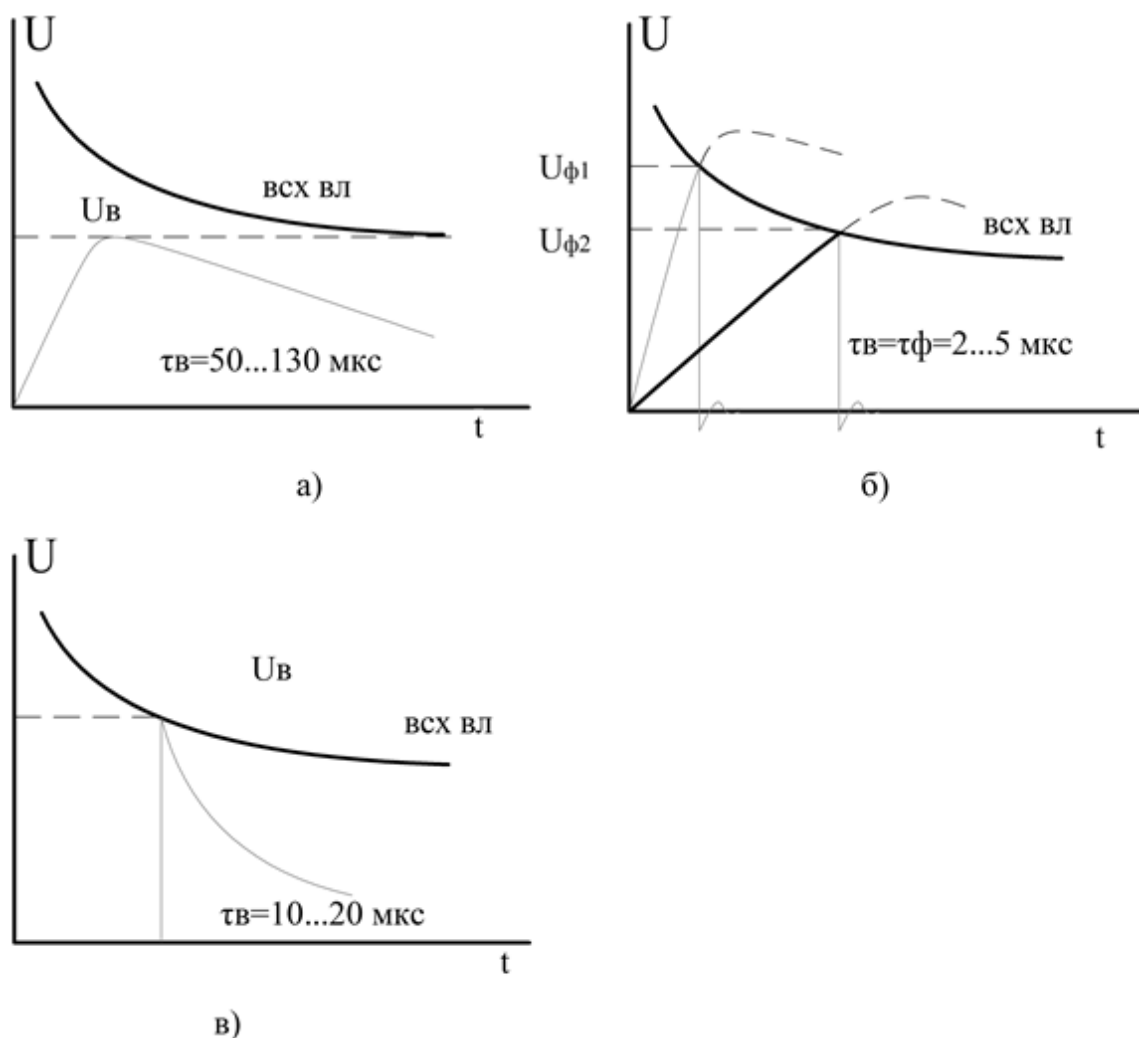 U
всх вл
Uв
τв=50...130 мкс
t
а)
U
Uф1
Uф2
всх вл
τв=τф=2...5 мкс
t
б)
U
Uв
всх вл
τв=10...20 мкс
t
в)